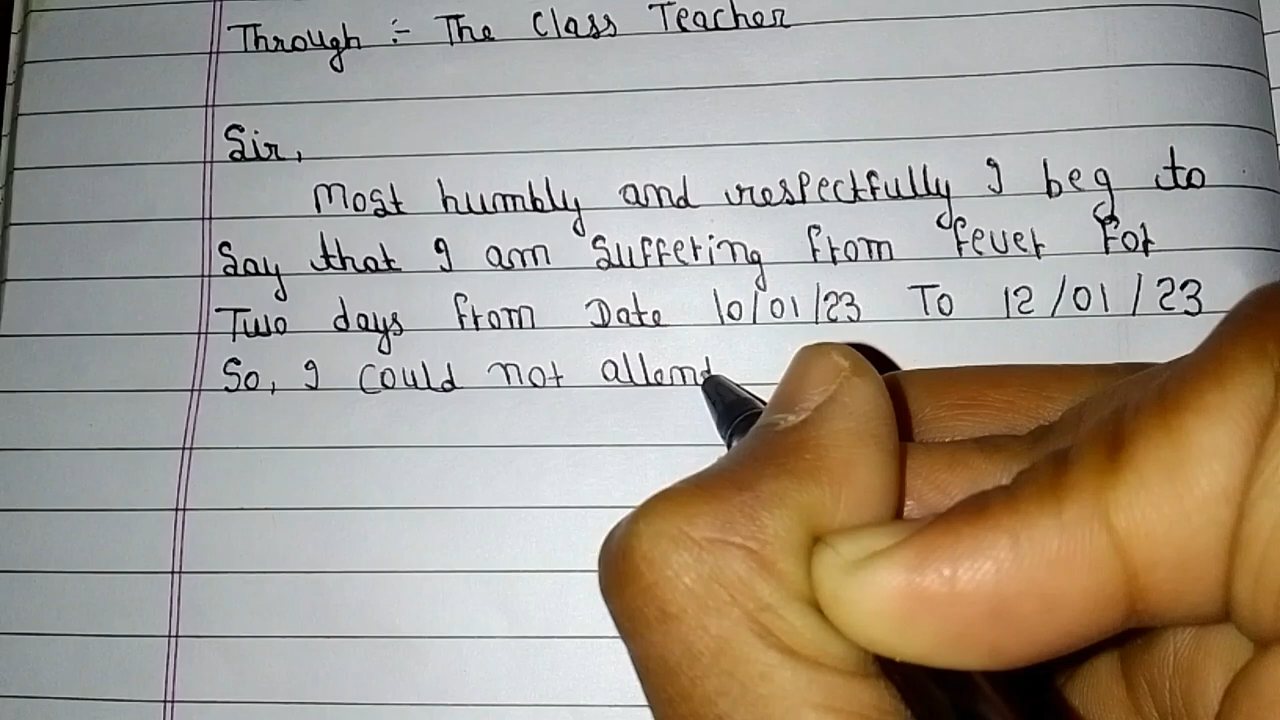 Through :- The Class Teacher
Sir,
Most humbly and respectfully I beg to
Say that I am Suffering from fever for
Two days from Date 10/01/23 To 12/01/23
So, I could not attend